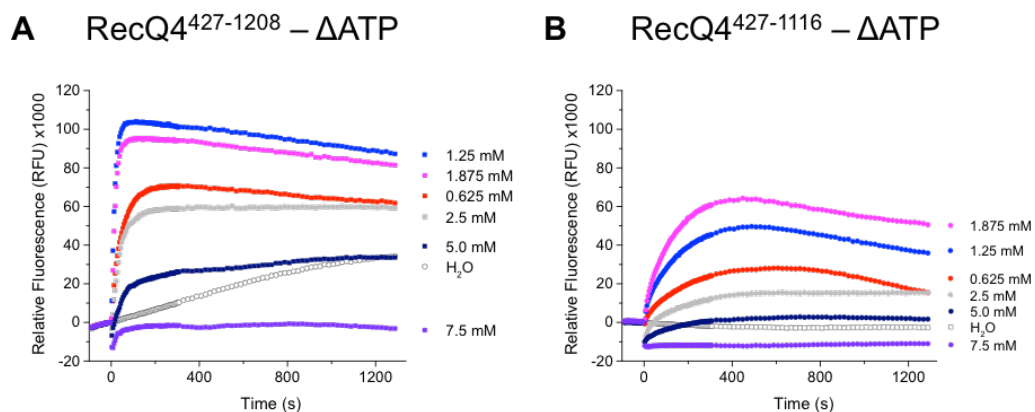 A RecQ4⁴²⁷⁻¹²⁰⁸ – ΔATP
Relative Fluorescence (RFU) x1000
120
100
80
60
40
20
0
-20
0
400
800
1200
Time (s)
1.25 mM
1.875 mM
0.625 mM
2.5 mM
5.0 mM
H₂O
7.5 mM
B RecQ4⁴²⁷⁻¹¹¹⁶ – ΔATP
Relative Fluorescence (RFU) x1000
120
100
80
60
40
20
0
-20
0
400
800
1200
Time (s)
1.875 mM
1.25 mM
0.625 mM
2.5 mM
5.0 mM
H₂O
7.5 mM